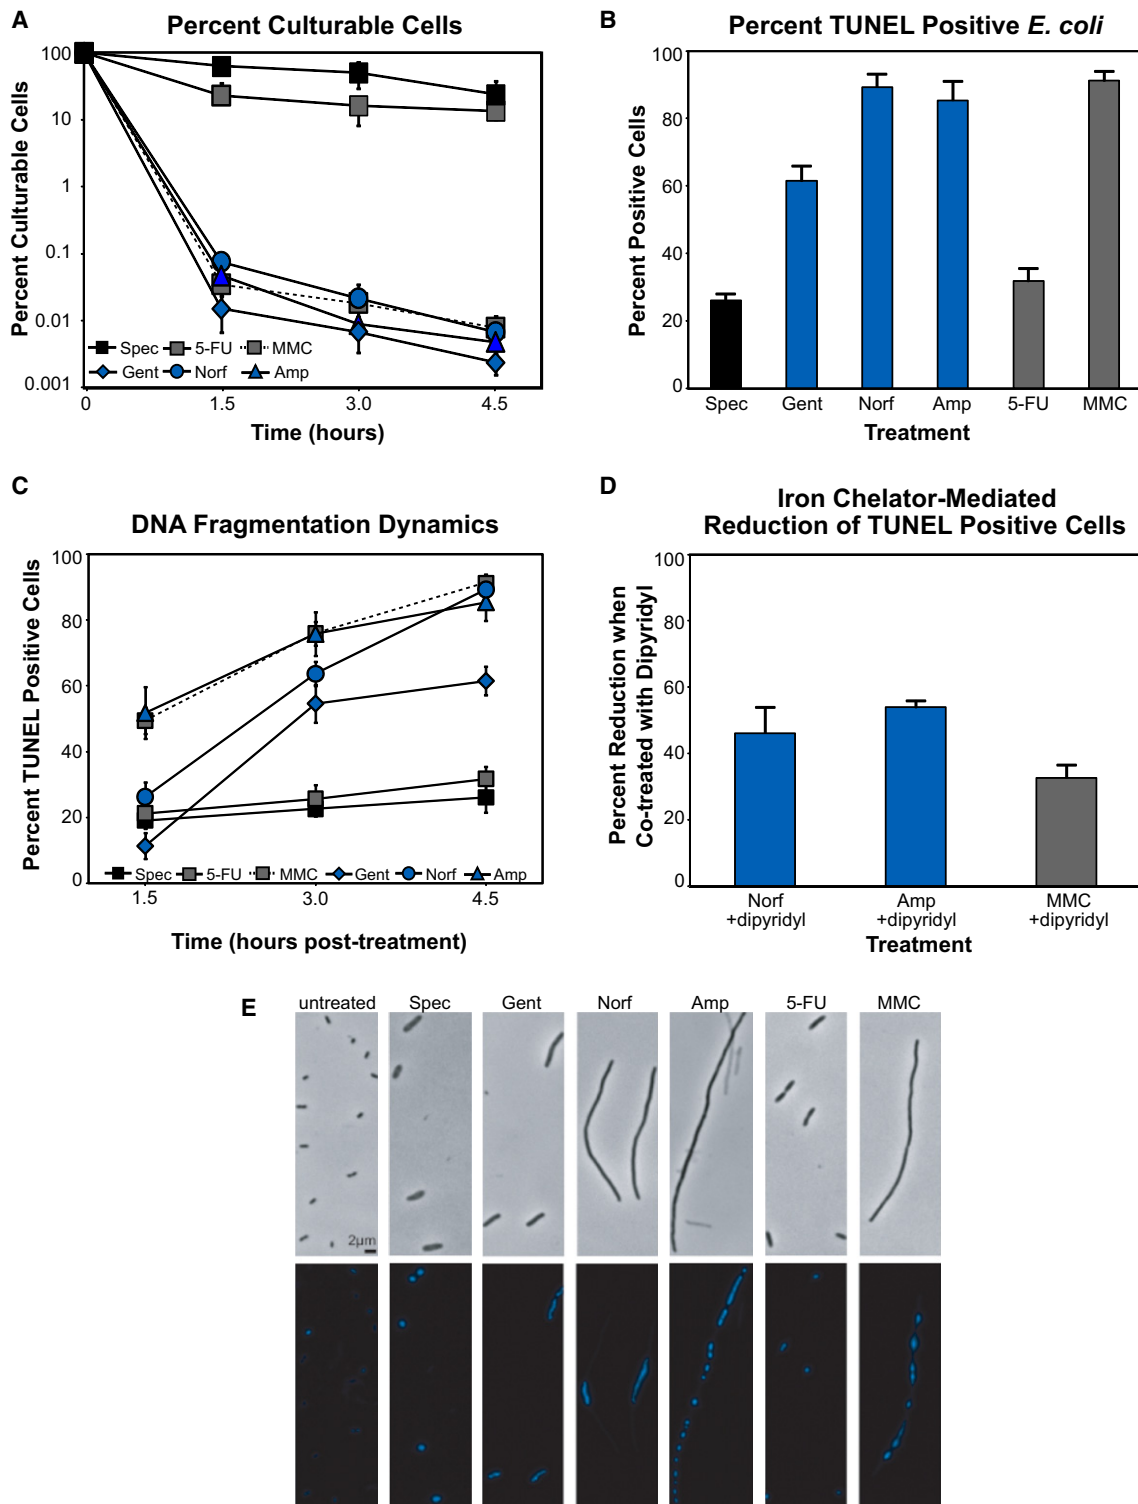 A
Percent Culturable Cells
Percent Culturable Cells
100
10
1
0.1
0.01
0.001
Spec 5-FU MMC
Gent Norf Amp
0 1.5 3.0 4.5
Time (hours)
B
Percent TUNEL Positive E. coli
Percent Positive Cells
100
80
60
40
20
0
Spec Gent Norf Amp 5-FU MMC
Treatment
C
DNA Fragmentation Dynamics
Percent TUNEL Positive Cells
100
80
60
40
20
0
Spec 5-FU MMC Gent Norf Amp
1.5 3.0 4.5
Time (hours post-treatment)
D
Iron Chelator-Mediated
Reduction of TUNEL Positive Cells
Percent Reduction when
Co-treated with Dipyridyl
100
80
60
40
20
0
Norf
+dipyridyl
Amp
+dipyridyl
MMC
+dipyridyl
Treatment
E
untreated Spec Gent Norf Amp 5-FU MMC
2µm